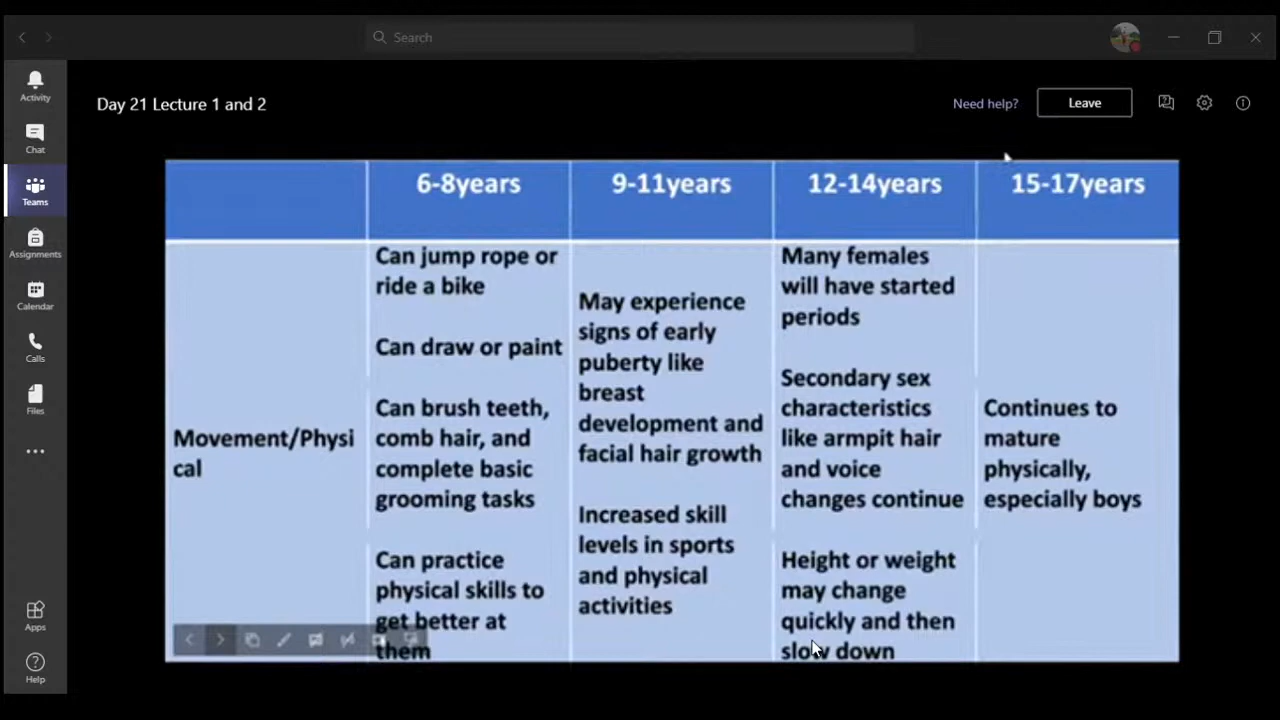 Search
Activity
Chat
Teams
Assignments
Calendar
Calls
Files
Apps
Help
Day 21 Lecture 1 and 2
Need help?
Leave
6-8years
9-11years
12-14years
15-17years
Movement/Physi
cal
Can jump rope or
ride a bike
Can draw or paint
Can brush teeth,
comb hair, and
complete basic
grooming tasks
Can practice
physical skills to
get better at
them
May experience
signs of early
puberty like
breast
development and
facial hair growth
Increased skill
levels in sports
and physical
activities
Many females
will have started
periods
Secondary sex
characteristics
like armpit hair
and voice
changes continue
Height or weight
may change
quickly and then
slow down
Continues to
mature
physically,
especially boys